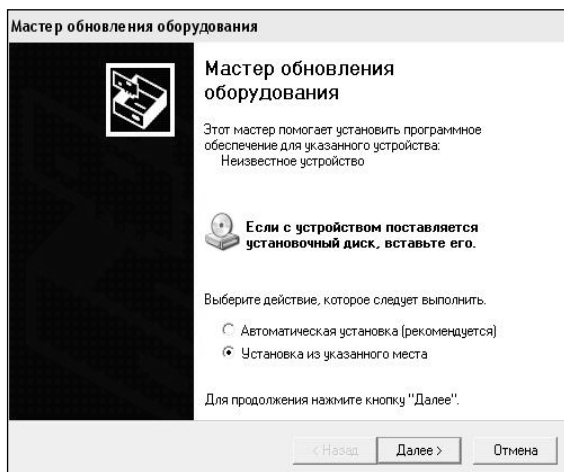 Мастер обновления оборудования
Мастер обновления
оборудования
Этот мастер помогает установить программное
обеспечение для указанного устройства:
Неизвестное устройство
Если с устройством поставляется
установочный диск, вставьте его.
Выберите действие, которое следует выполнить.
Автоматическая установка (рекомендуется)
Установка из указанного места
Для продолжения нажмите кнопку "Далее".
< Назад
Далее >
Отмена